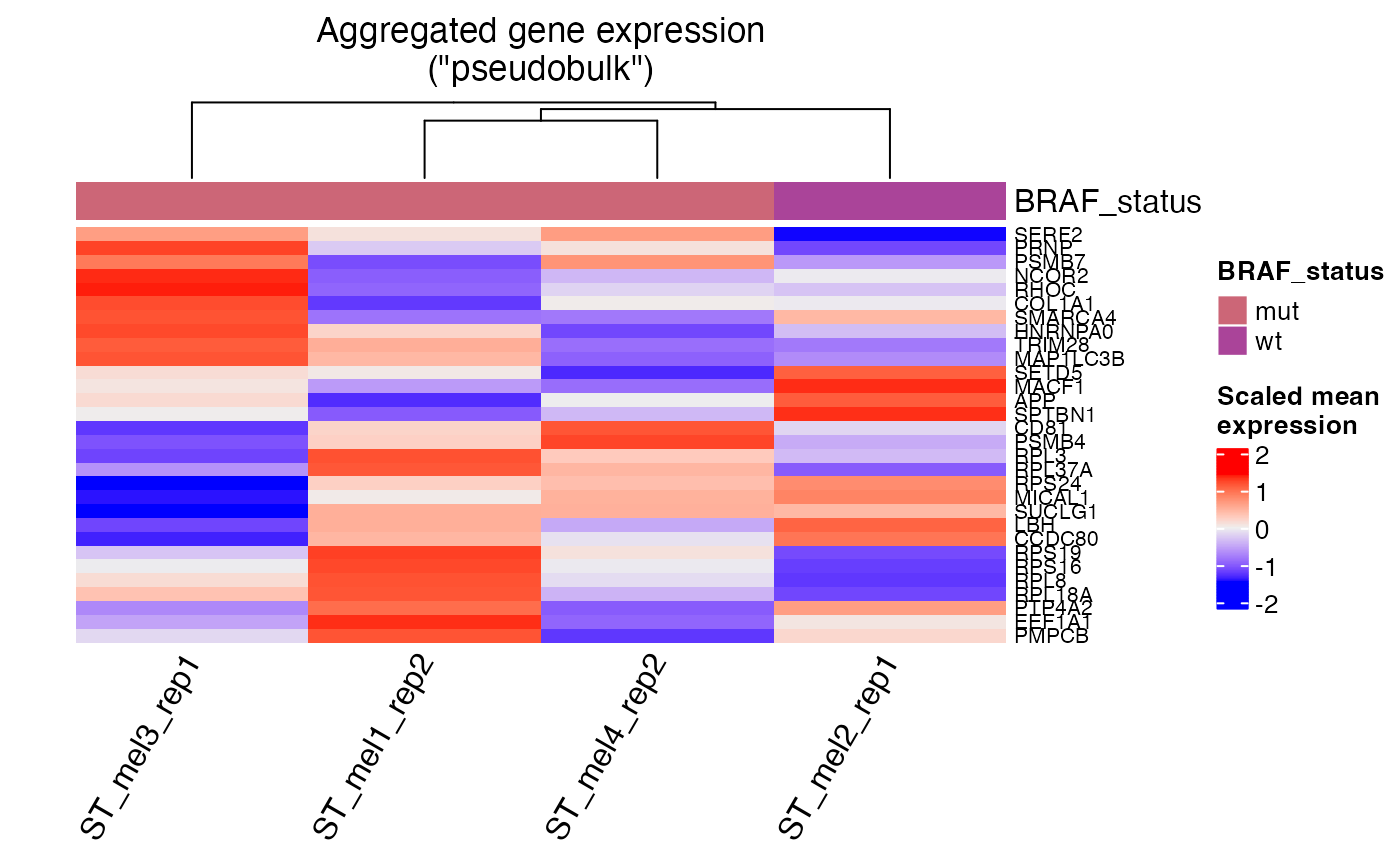 Aggregated gene expression
("pseudobulk")
BRAF_status
SERF2
PRNP
PSMB7
NCOR2
RHOC
COL1A1
SMARCA4
HNRNPA0
TRIM28
MAP1LC3B
SETD5
MACF1
APP
SPTBN1
CD81
PSMB4
RPL3
RPL37A
RPS24
MICAL1
SUCLG1
LBH
CCDC80
RPS19
RPS16
RPL8
RPL18A
PTP4A2
EEF1A1
PMPCB
ST_mel3_rep1
ST_mel1_rep2
ST_mel4_rep2
ST_mel2_rep1
BRAF_status
mut
wt
Scaled mean
expression
2
1
0
-1
-2